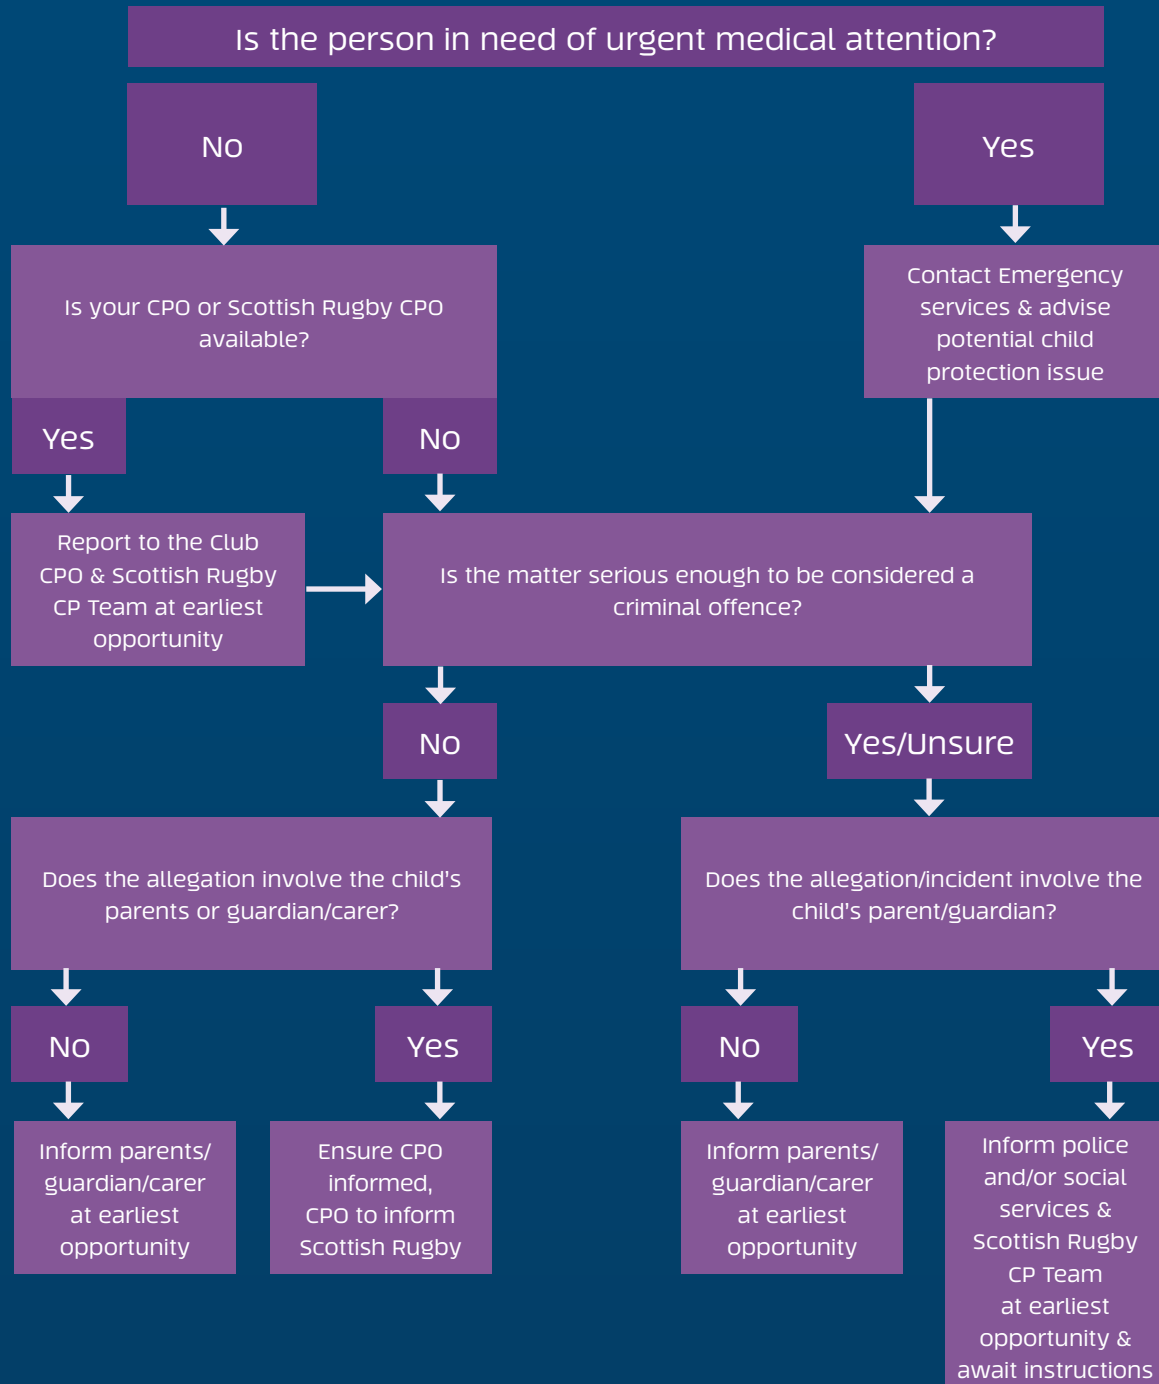 Is the person in need of urgent medical attention?
No
Yes
Is your CPO or Scottish Rugby CPO
available?
Contact Emergency
services & advise
potential child
protection issue
Yes
No
Report to the Club
CPO & Scottish Rugby
CP Team at earliest
opportunity
Is the matter serious enough to be considered a
criminal offence?
No
Yes/Unsure
Does the allegation involve the child's
parents or guardian/carer?
Does the allegation/incident involve the
child's parent/guardian?
No
Yes
No
Yes
Inform parents/
guardian/carer
at earliest
opportunity
Ensure CPO
informed,
CPO to inform
Scottish Rugby
Inform parents/
guardian/carer
at earliest
opportunity
Inform police
and/or social
services &
Scottish Rugby
CP Team
at earliest
opportunity &
await instructions